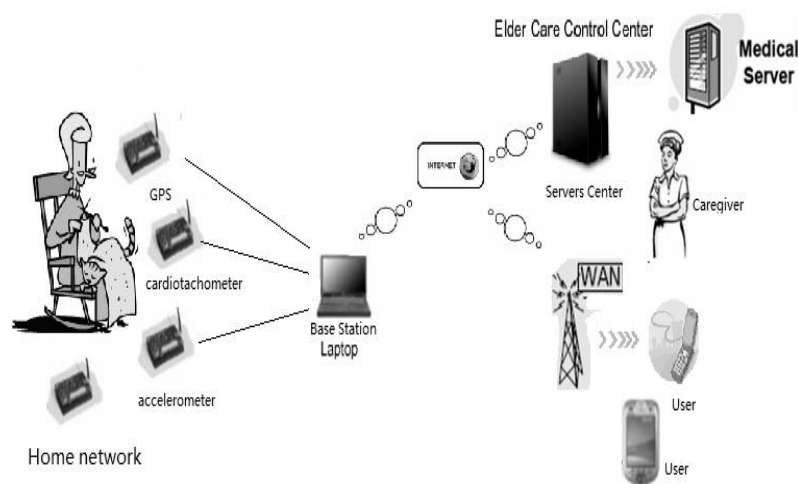 Elder Care Control Center
Medical
Server
INTERNET
GPS
Servers Center
Caregiver
cardiotachometer
WAN
Base Station
Laptop
accelerometer
User
Home network
User